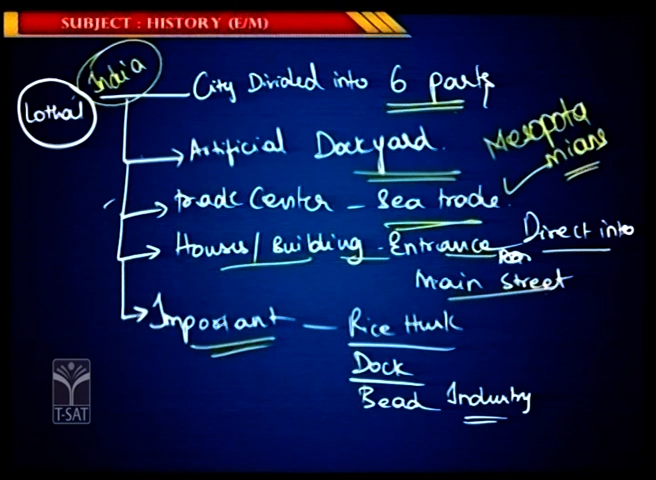 SUBJECT : HISTORY (E/M)
India
Lothal
City Divided into 6 parts
Artificial Dockyard.
Mesopota
mians
trade Center - Sea trade.
Houses/Building - Entrance Direct into
Main Street
Important - Rice Husk
Dock
Bead Industry
T-SAT